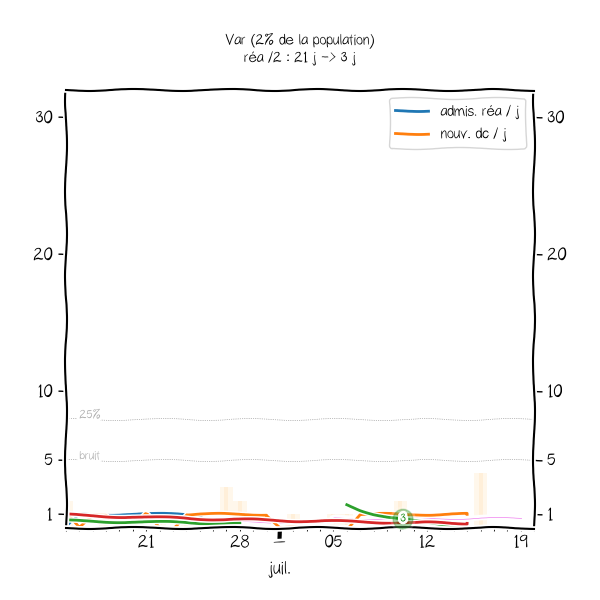 Var (2% de la population)
réa /2 : 21 j -> 3 j
admis. réa / j
nouv. dc / j
30
30
20
20
10
10
25%
5
bruit
5
1
1
3
21
28
05
12
19
juil.